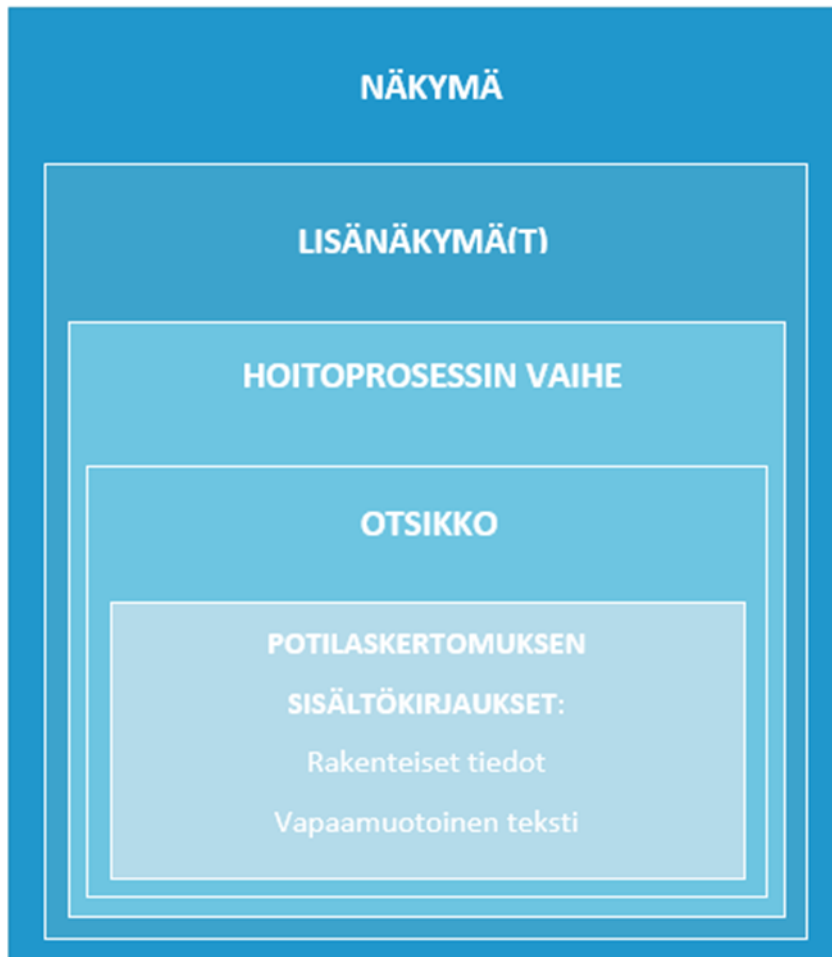 NÄKYMÄ
LISÄNÄKYMÄ(T)
HOITOPROSESSIN VAIHE
OTSIKKO
POTILASKERTOMUKSEN
SISÄLTÖKIRJAUKSET:
Rakenteiset tiedot
Vapaamuotoinen teksti